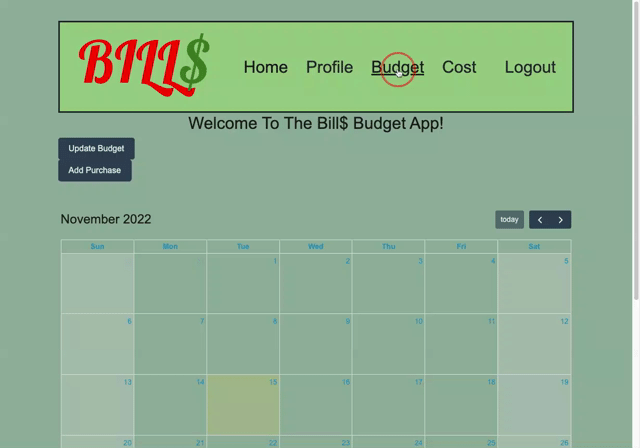 BILL$ Home Profile Budget Cost Logout
Welcome To The Bill$ Budget App!
Update Budget
Add Purchase
November 2022 today
Sun Mon Tue Wed Thu Fri Sat
1 2 3 4 5
6 7 8 9 10 11 12
13 14 15 16 17 18 19
20 21 22 23 24 25 26